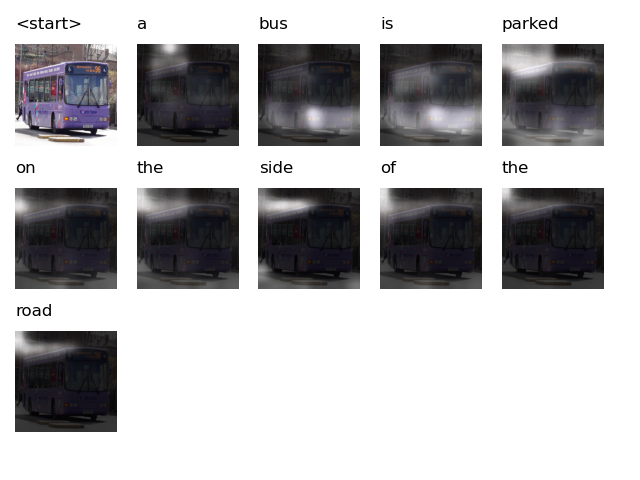 <start> a bus is parked
on the side of the
road